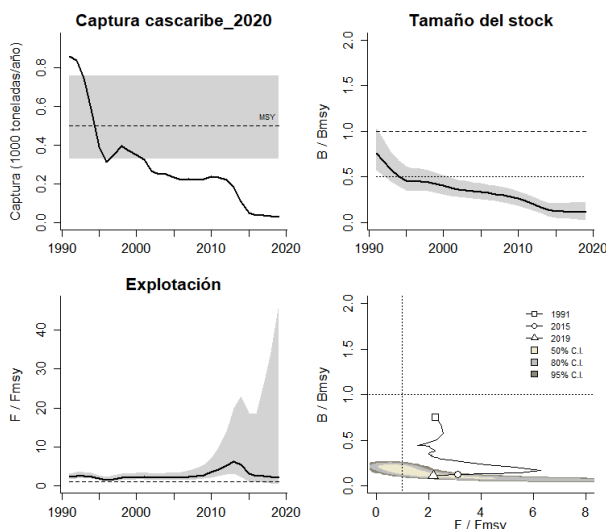 Captura cascaribe_2020
Captura (1000 toneladas/año)
0.0 0.2 0.4 0.6 0.8
MSY
1990 2000 2010 2020
Tamaño del stock
B / Bmsy
0.0 0.5 1.0 1.5 2.0
1990 2000 2010 2020
Explotación
F / Fmsy
0 10 20 30 40
1990 2000 2010 2020
B / Bmsy
0.0 0.5 1.0 1.5 2.0
1991
2015
2019
50% C.I.
80% C.I.
95% C.I.
0 2 4 6 8
F / Fmsy